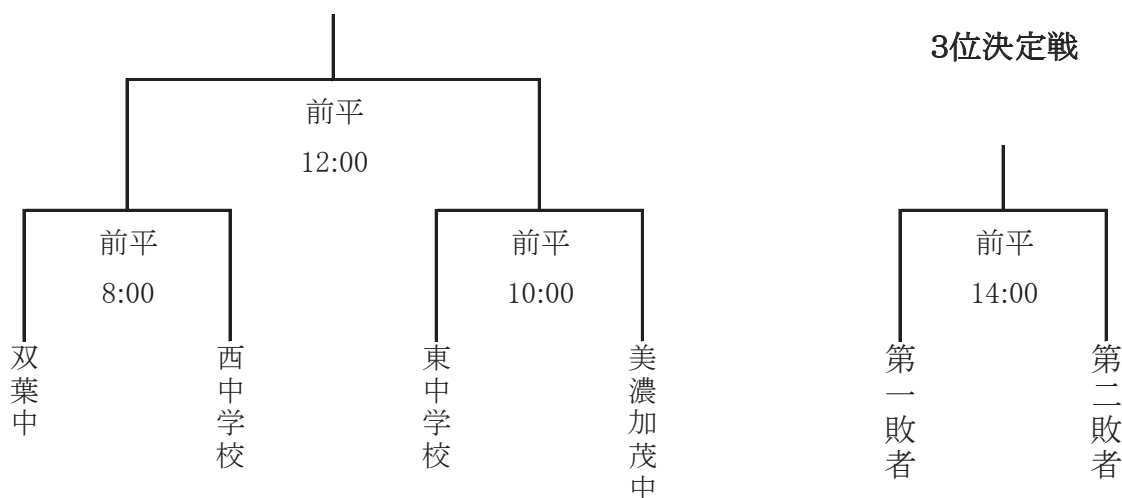 3位決定戦
前平
12:00
前平
8:00
前平
10:00
前平
14:00
双葉中
西中学校
東中学校
美濃加茂中
第一敗者
第二敗者